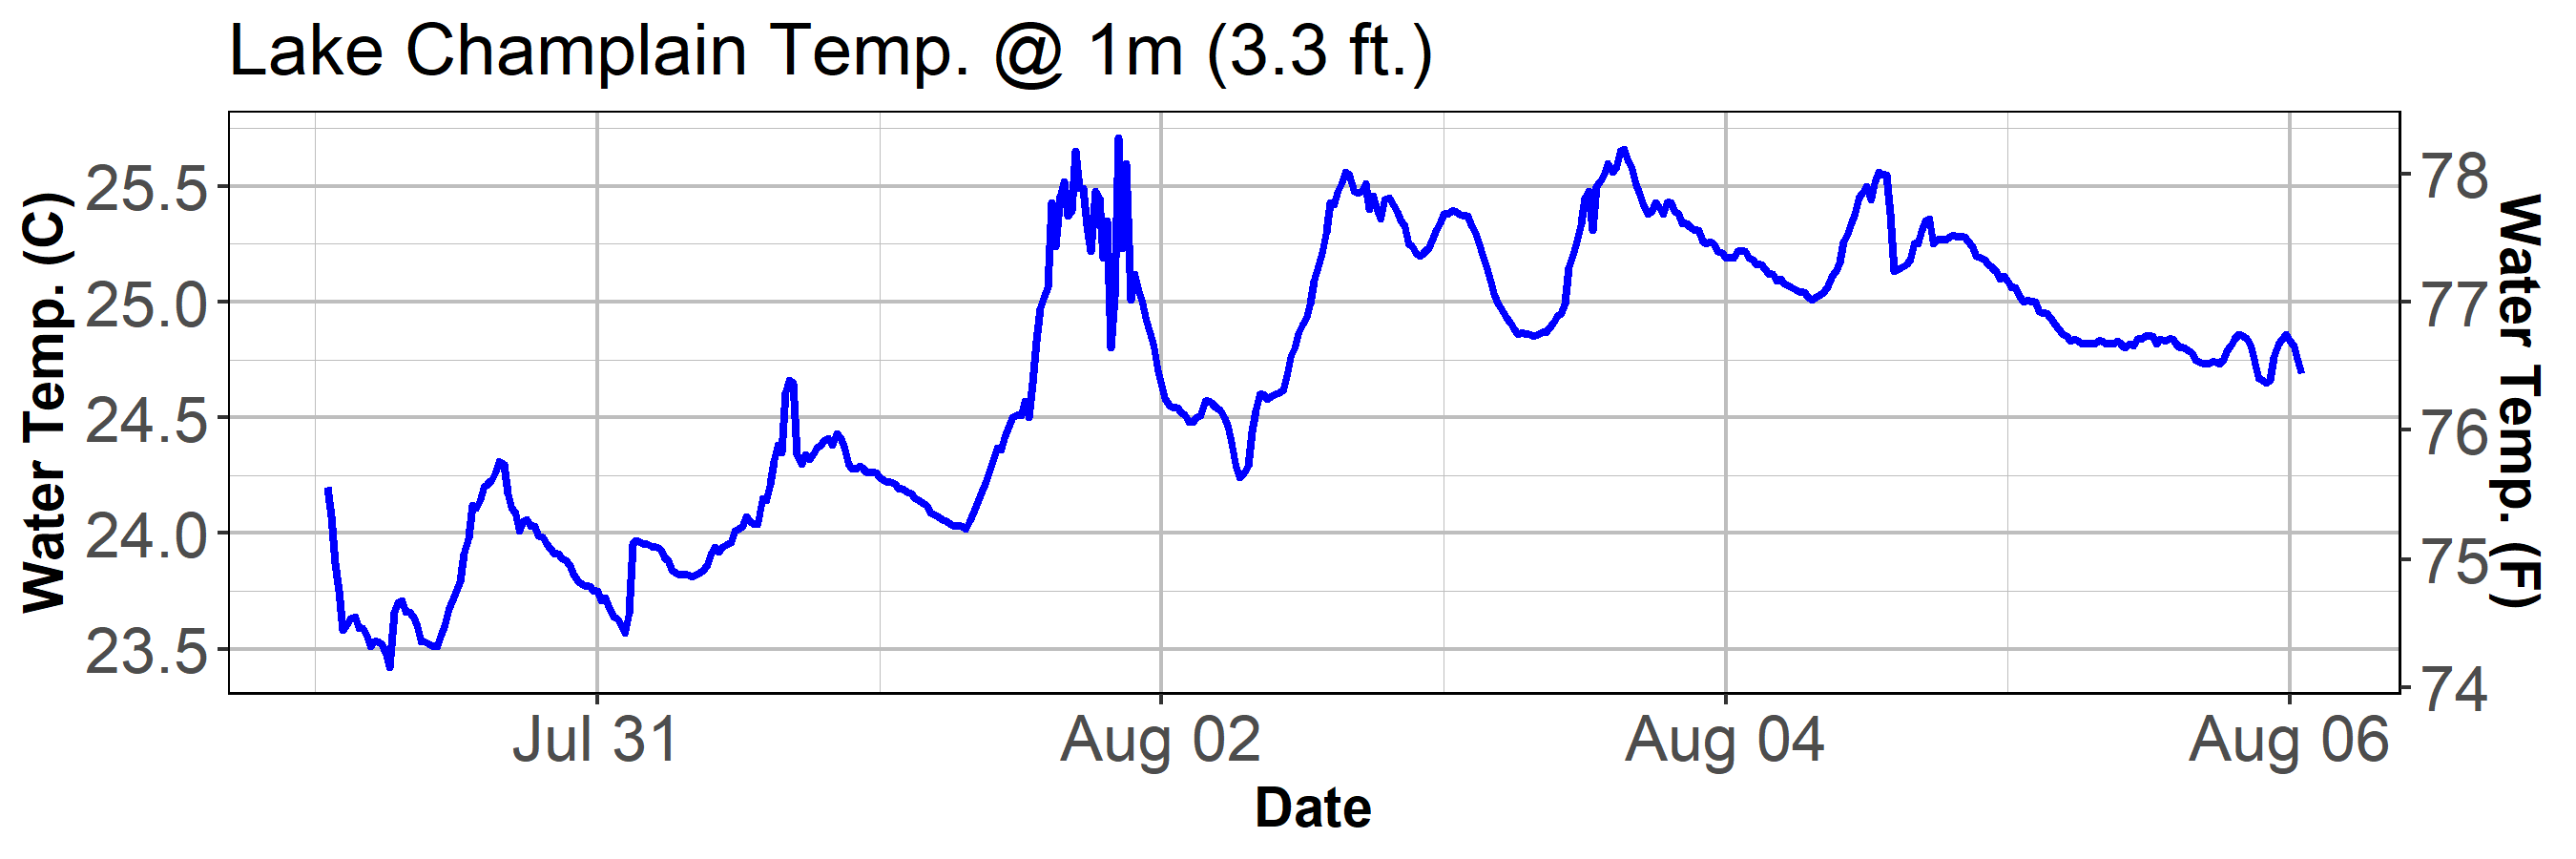 Lake Champlain Temp. @ 1m (3.3 ft.)
Water Temp. (C)
25.5
25.0
24.5
24.0
23.5
78
77
76
75
74
Water Temp. (F)
Jul 31 Aug 02 Aug 04 Aug 06
Date